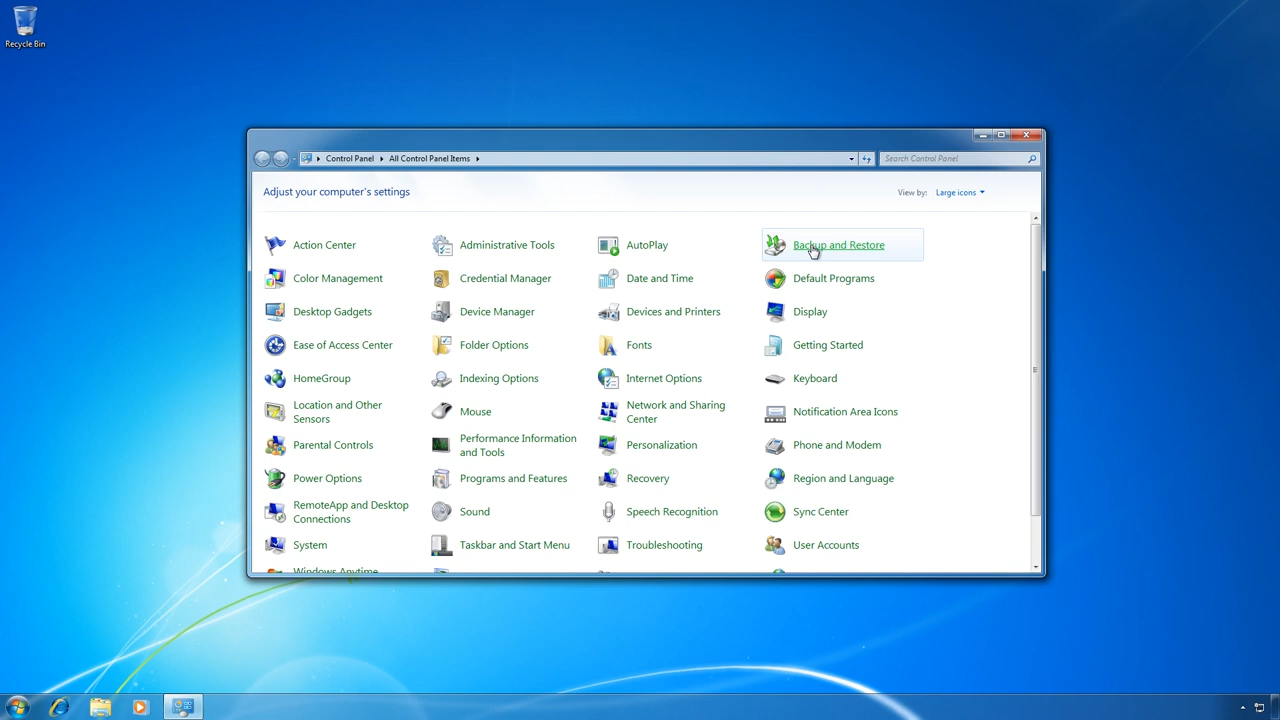 Recycle Bin
Control Panel
All Control Panel Items
Search Control Panel
Adjust your computer's settings
View by:
Large icons
Action Center
Administrative Tools
AutoPlay
Backup and Restore
Color Management
Credential Manager
Date and Time
Default Programs
Desktop Gadgets
Device Manager
Devices and Printers
Display
Ease of Access Center
Folder Options
Fonts
Getting Started
HomeGroup
Indexing Options
Internet Options
Keyboard
Location and Other
Sensors
Mouse
Network and Sharing
Center
Notification Area Icons
Parental Controls
Performance Information
and Tools
Personalization
Phone and Modem
Power Options
Programs and Features
Recovery
Region and Language
RemoteApp and Desktop
Connections
Sound
Speech Recognition
Sync Center
System
Taskbar and Start Menu
Troubleshooting
User Accounts
Windows Anytime